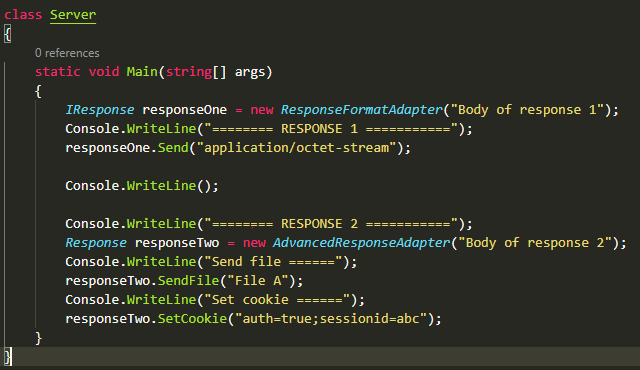 class Server
{
0 references
static void Main(string[] args)
{
IResponse responseOne = new ResponseFormatAdapter("Body of response 1");
Console.WriteLine("======== RESPONSE 1 ===========");
responseOne.Send("application/octet-stream");
Console.WriteLine();
Console.WriteLine("======== RESPONSE 2 ===========");
Response responseTwo = new AdvancedResponseAdapter("Body of response 2");
Console.WriteLine("Send file ======");
responseTwo.SendFile("File A");
Console.WriteLine("Set cookie ======");
responseTwo.SetCookie("auth=true;sessionid=abc");
}
}